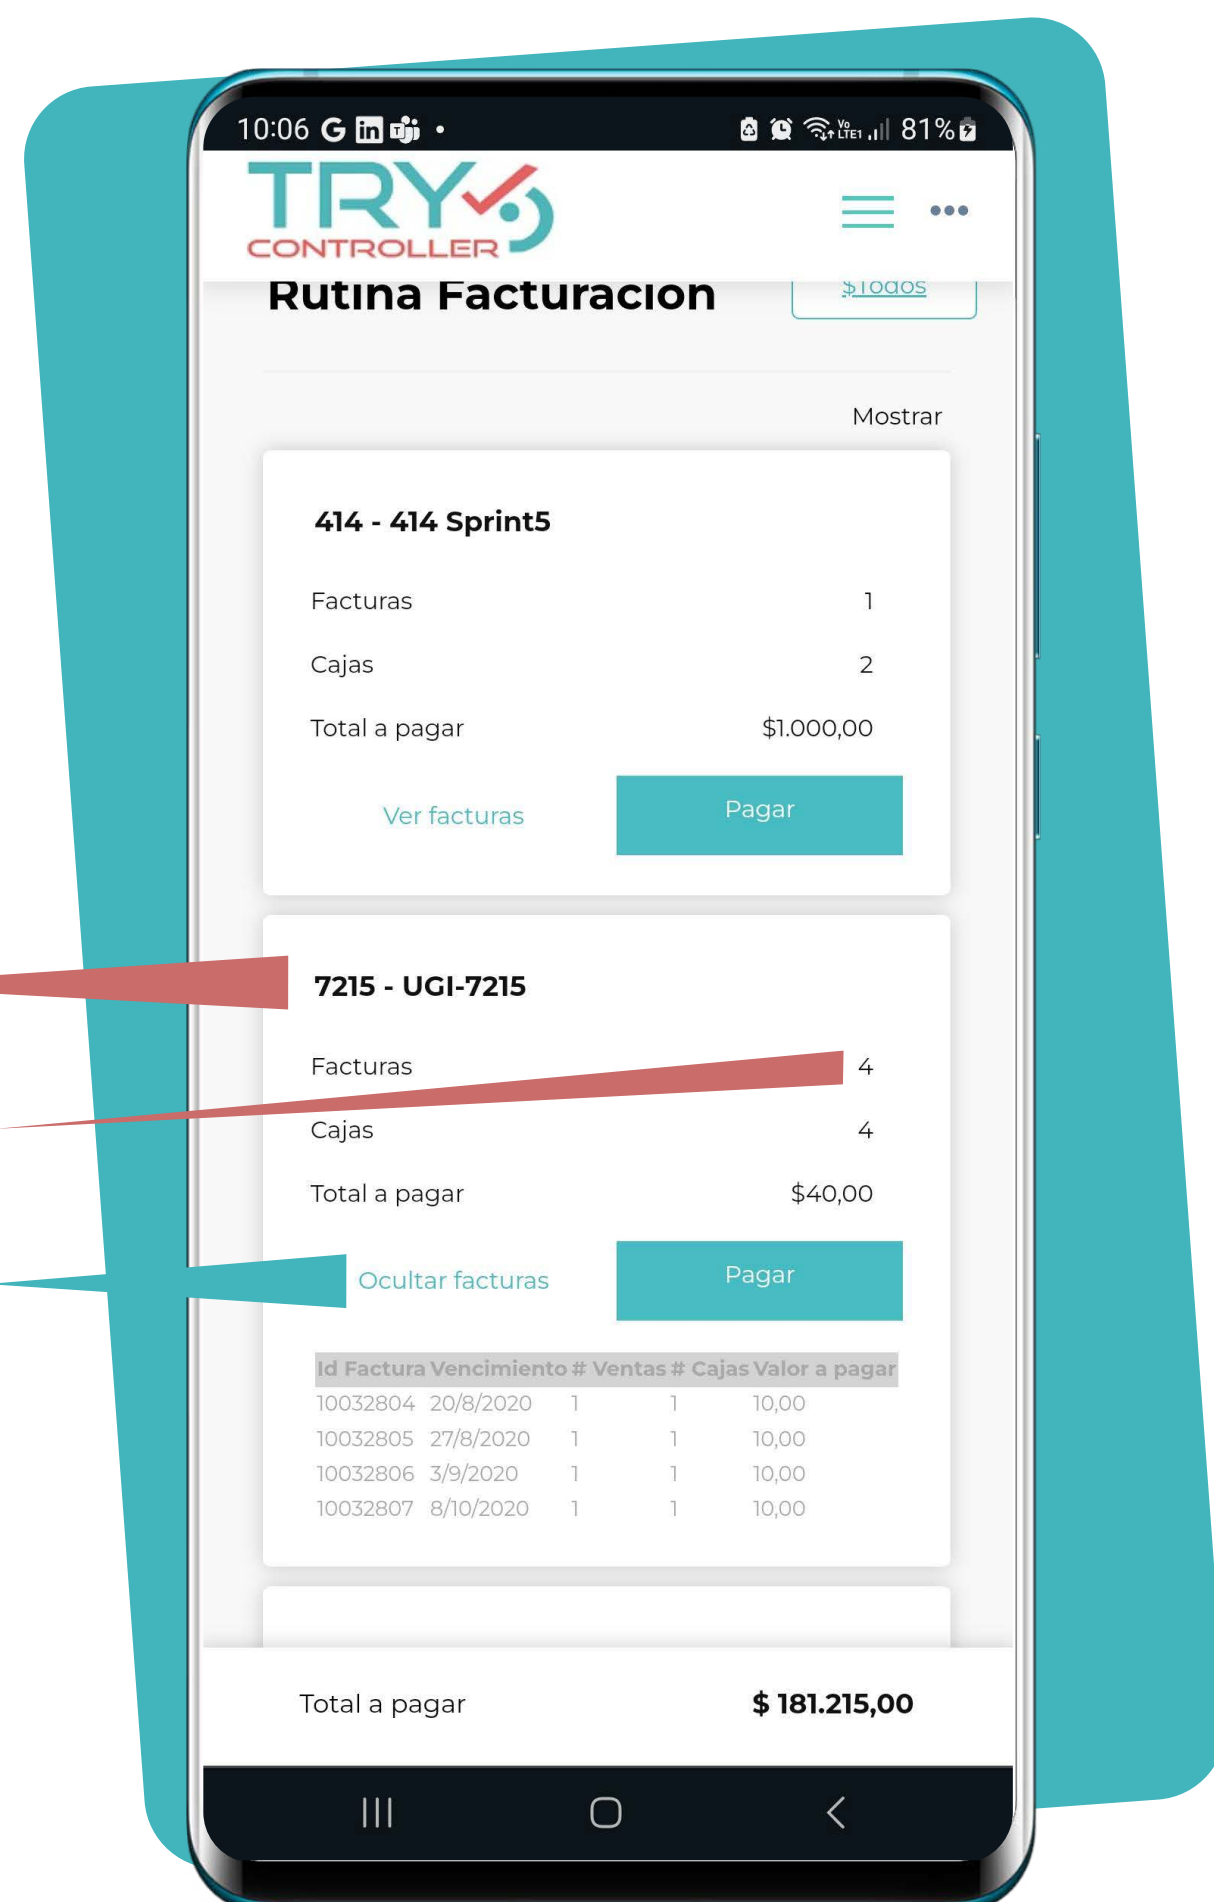 10:06 G in
Vo
LTE1 81%
TRY
CONTROLLER
Rutina Facturación
$Todos
Mostrar
414 - 414 Sprint5
Facturas 1
Cajas 2
Total a pagar $1.000,00
Ver facturas Pagar
7215 - UGI-7215
Facturas 4
Cajas 4
Total a pagar $40,00
Ocultar facturas Pagar
Id Factura Vencimiento # Ventas # Cajas Valor a pagar
10032804 20/8/2020 1 1 10,00
10032805 27/8/2020 1 1 10,00
10032806 3/9/2020 1 1 10,00
10032807 8/10/2020 1 1 10,00
Total a pagar $ 181.215,00